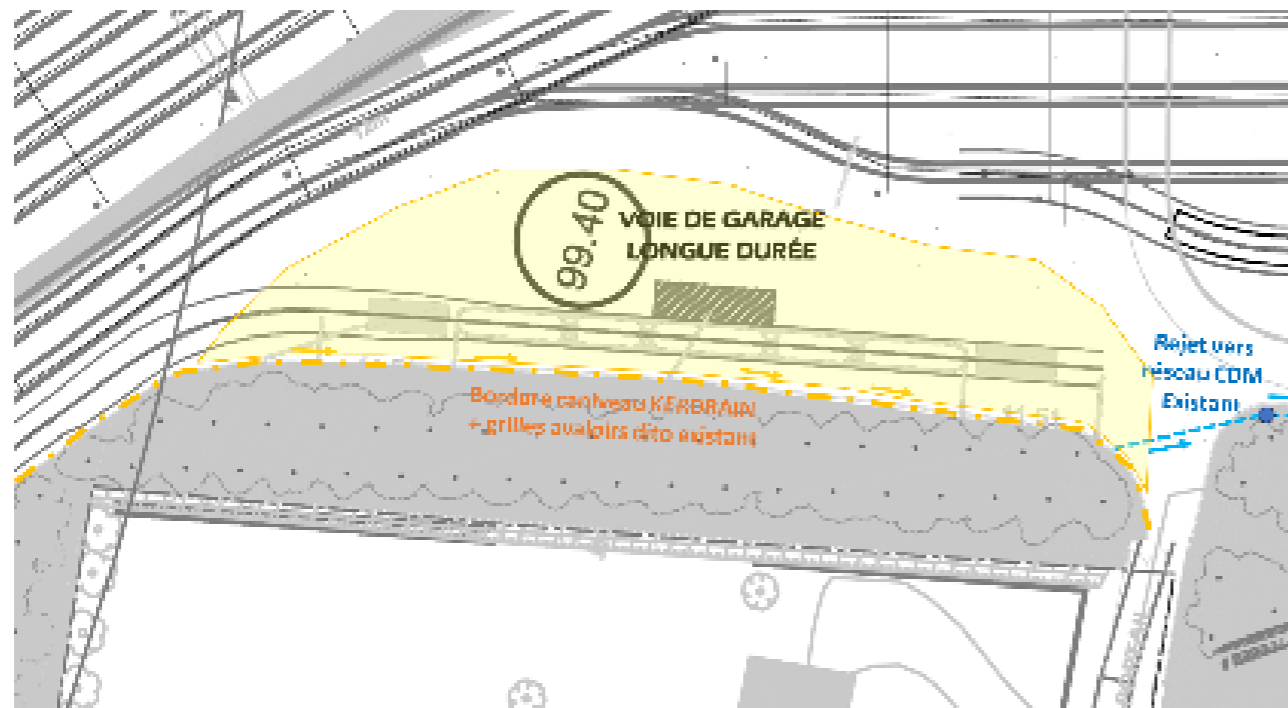 99.40
VOIE DE GARAGE
LONGUE DURÉE
Rejet vers
réseau CDM
Existant
Bordure caniveau KERDRAIN
+ grilles avaloirs dito existant